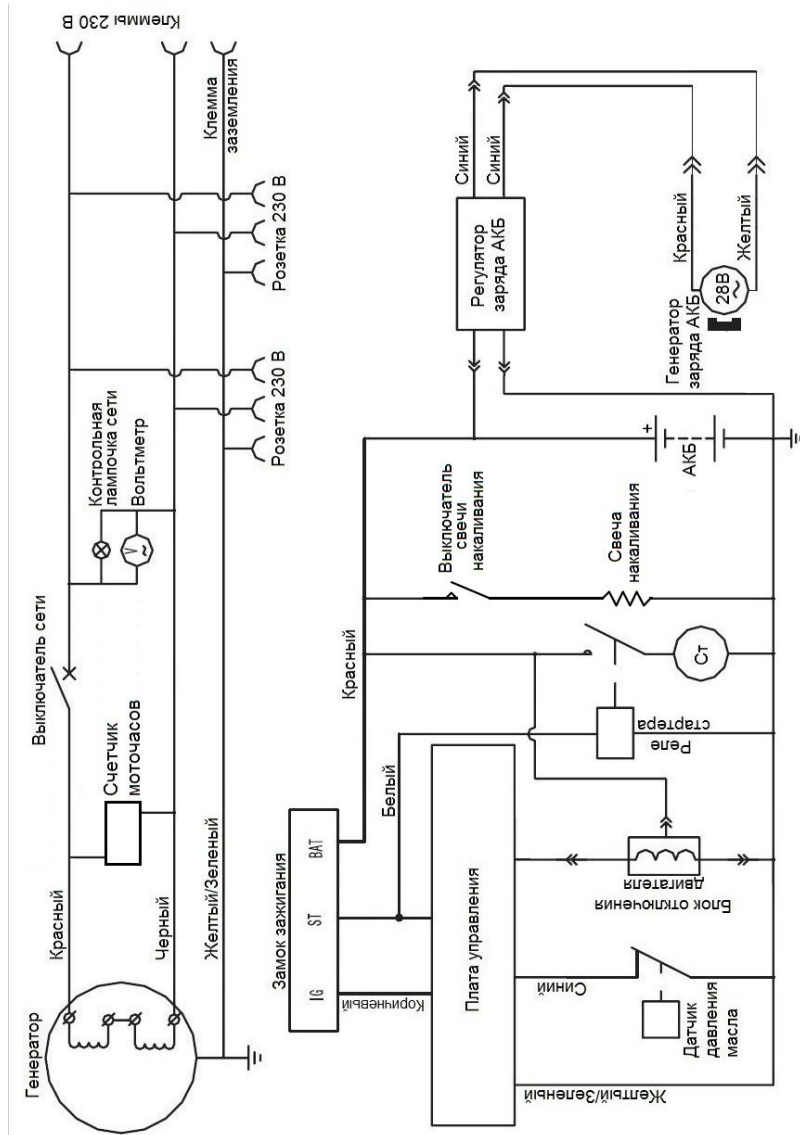 Генератор
Красный
Черный
Желтый/Зеленый
Счетчик
моточасов
Выключатель сети
Контрольная
лампочка сети
Вольтметр
V
Розетка 230 В
Розетка 230 В
Клемма
заземления
Клеммы 230 В
Замок зажигания
IG
ST
BAT
Коричневый
Белый
Красный
Плата управления
Желтый/Зеленый
Синий
Датчик
давления
масла
Блок отключения
двигателя
Реле
стартера
Ст
Выключатель
свечи
накаливания
Свеча
накаливания
+
АКБ
Регулятор
заряда АКБ
Синий
Синий
Генератор
заряда АКБ
28В
Красный
Желтый